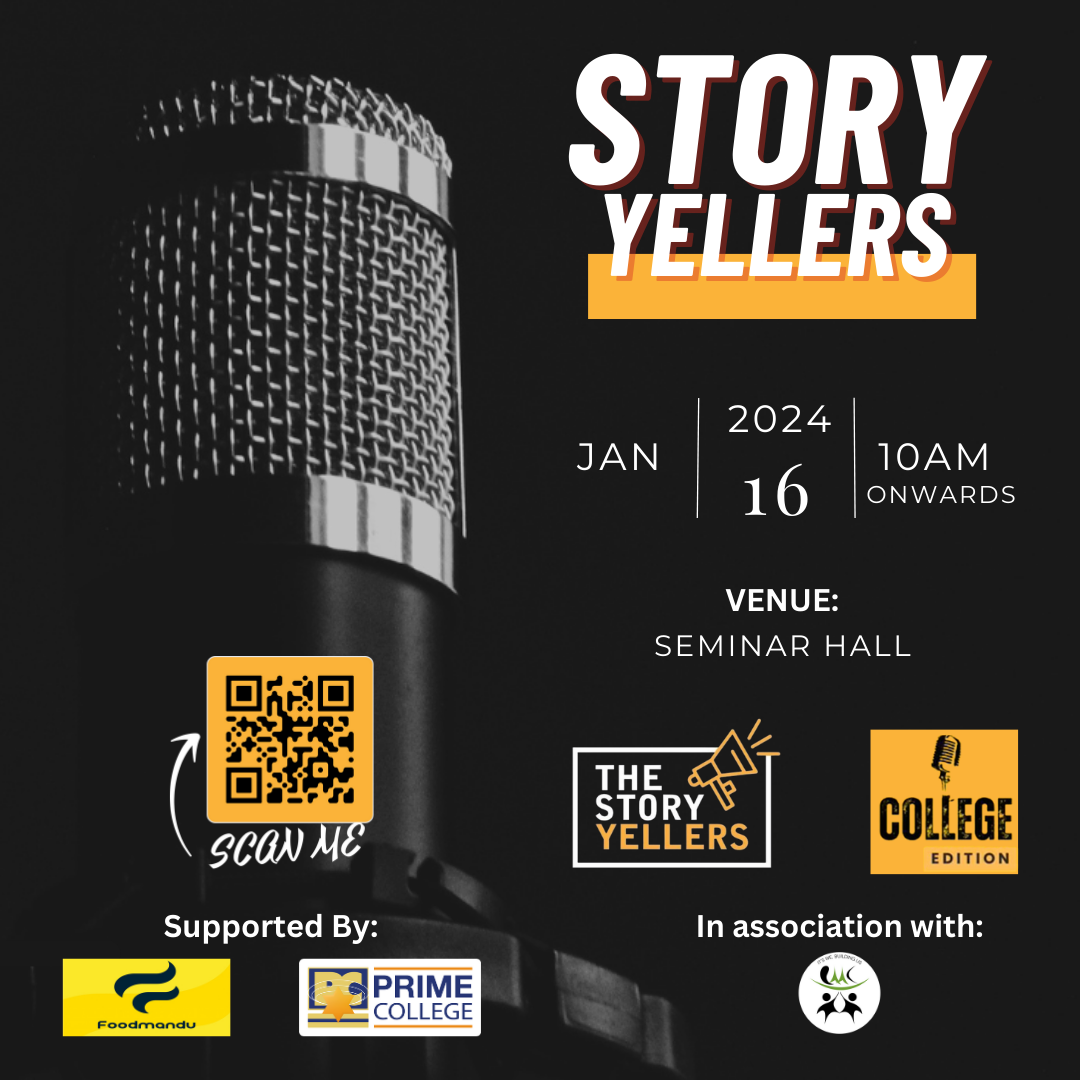 STORY
YELLERS
JAN
2024
16
10AM
ONWARDS
VENUE:
SEMINAR HALL
SCAN ME
THE
STORY
YELLERS
COLLEGE
EDITION
Supported By:
Foodmandu
PRIME
COLLEGE
In association with: